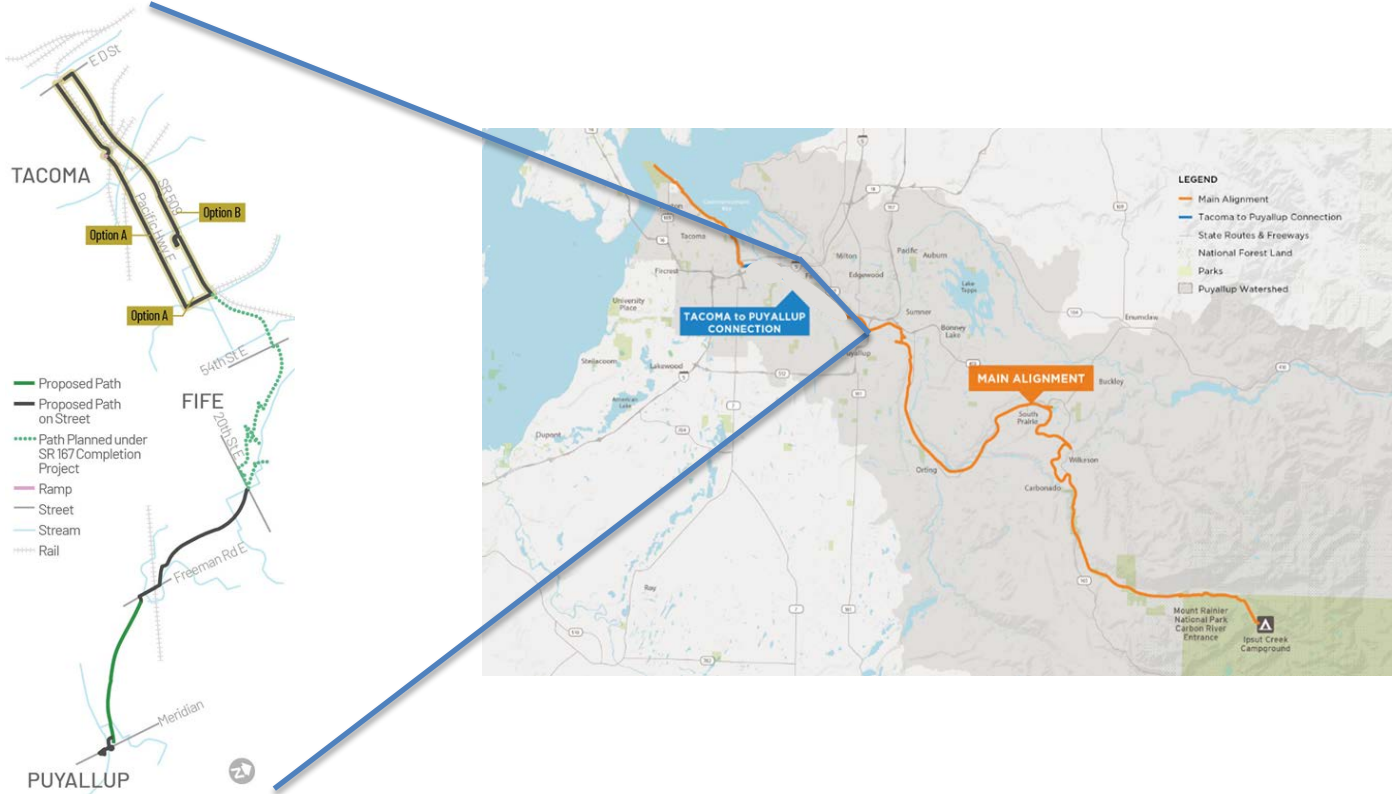 E D St
TACOMA
SR 509
Option B
Pacific Hwy E
Option A
Option A
54th St E
FIFE
20th St E
Proposed Path
Proposed Path
on Street
Path Planned under
SR 167 Completion
Project
Ramp
Street
Stream
Rail
Freeman Rd E
Meridian
PUYALLUP
N
LEGEND
Main Alignment
Tacoma to Puyallup Connection
State Routes & Freeways
National Forest Land
Parks
Puyallup Watershed
Commencement
Bay
Tacoma
Fircrest
University
Place
Steilacoom
Lakewood
American
Lake
Dupont
Milton
Edgewood
Pacific
Auburn
Lake
Tapps
Sumner
Bonney
Lake
Enumclaw
Buckley
TACOMA to PUYALLUP
CONNECTION
MAIN ALIGNMENT
South
Prairie
Wilkeson
Orting
Carbonado
Roy
Mount Rainier
National Park
Carbon River
Entrance
Ipsut Creek
Campground